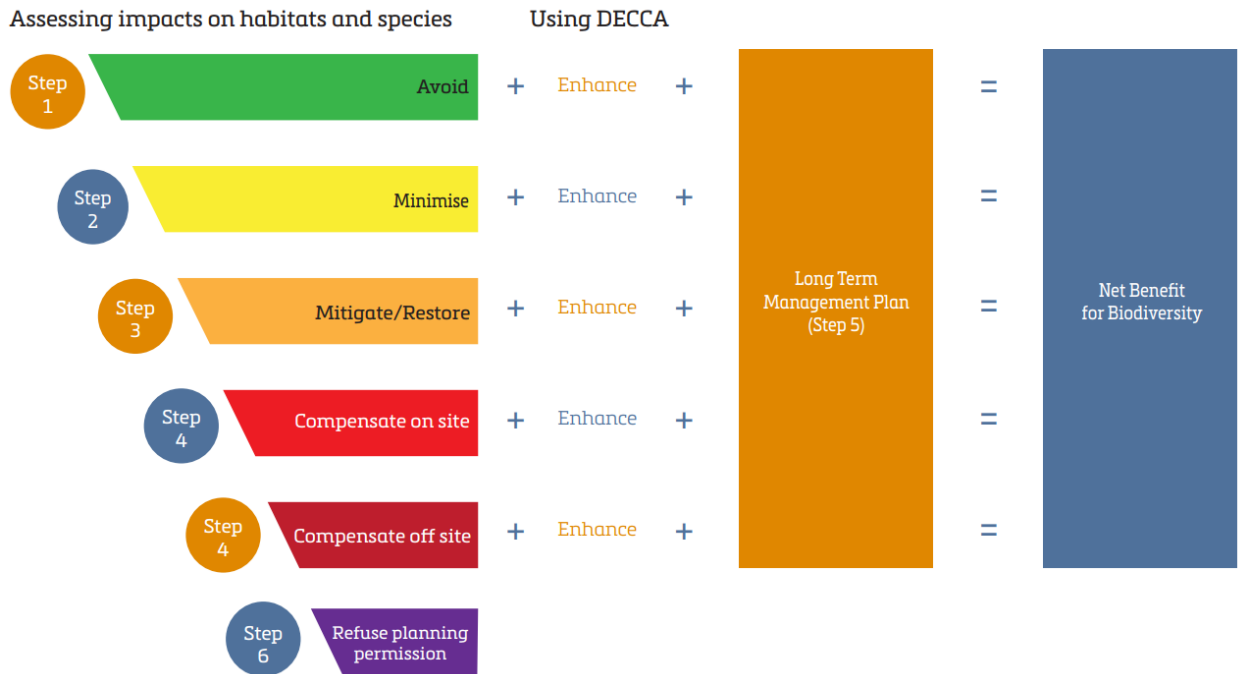 Assessing impacts on habitats and species
Using DECCA
Step
1
Avoid
+ Enhance + =
Step
2
Minimise
+ Enhance + =
Step
3
Mitigate/Restore
+ Enhance + =
Long Term
Management Plan
(Step 5)
Net Benefit
for Biodiversity
Step
4
Compensate on site
+ Enhance + =
Step
4
Compensate off site
+ Enhance + =
Step
6
Refuse planning
permission